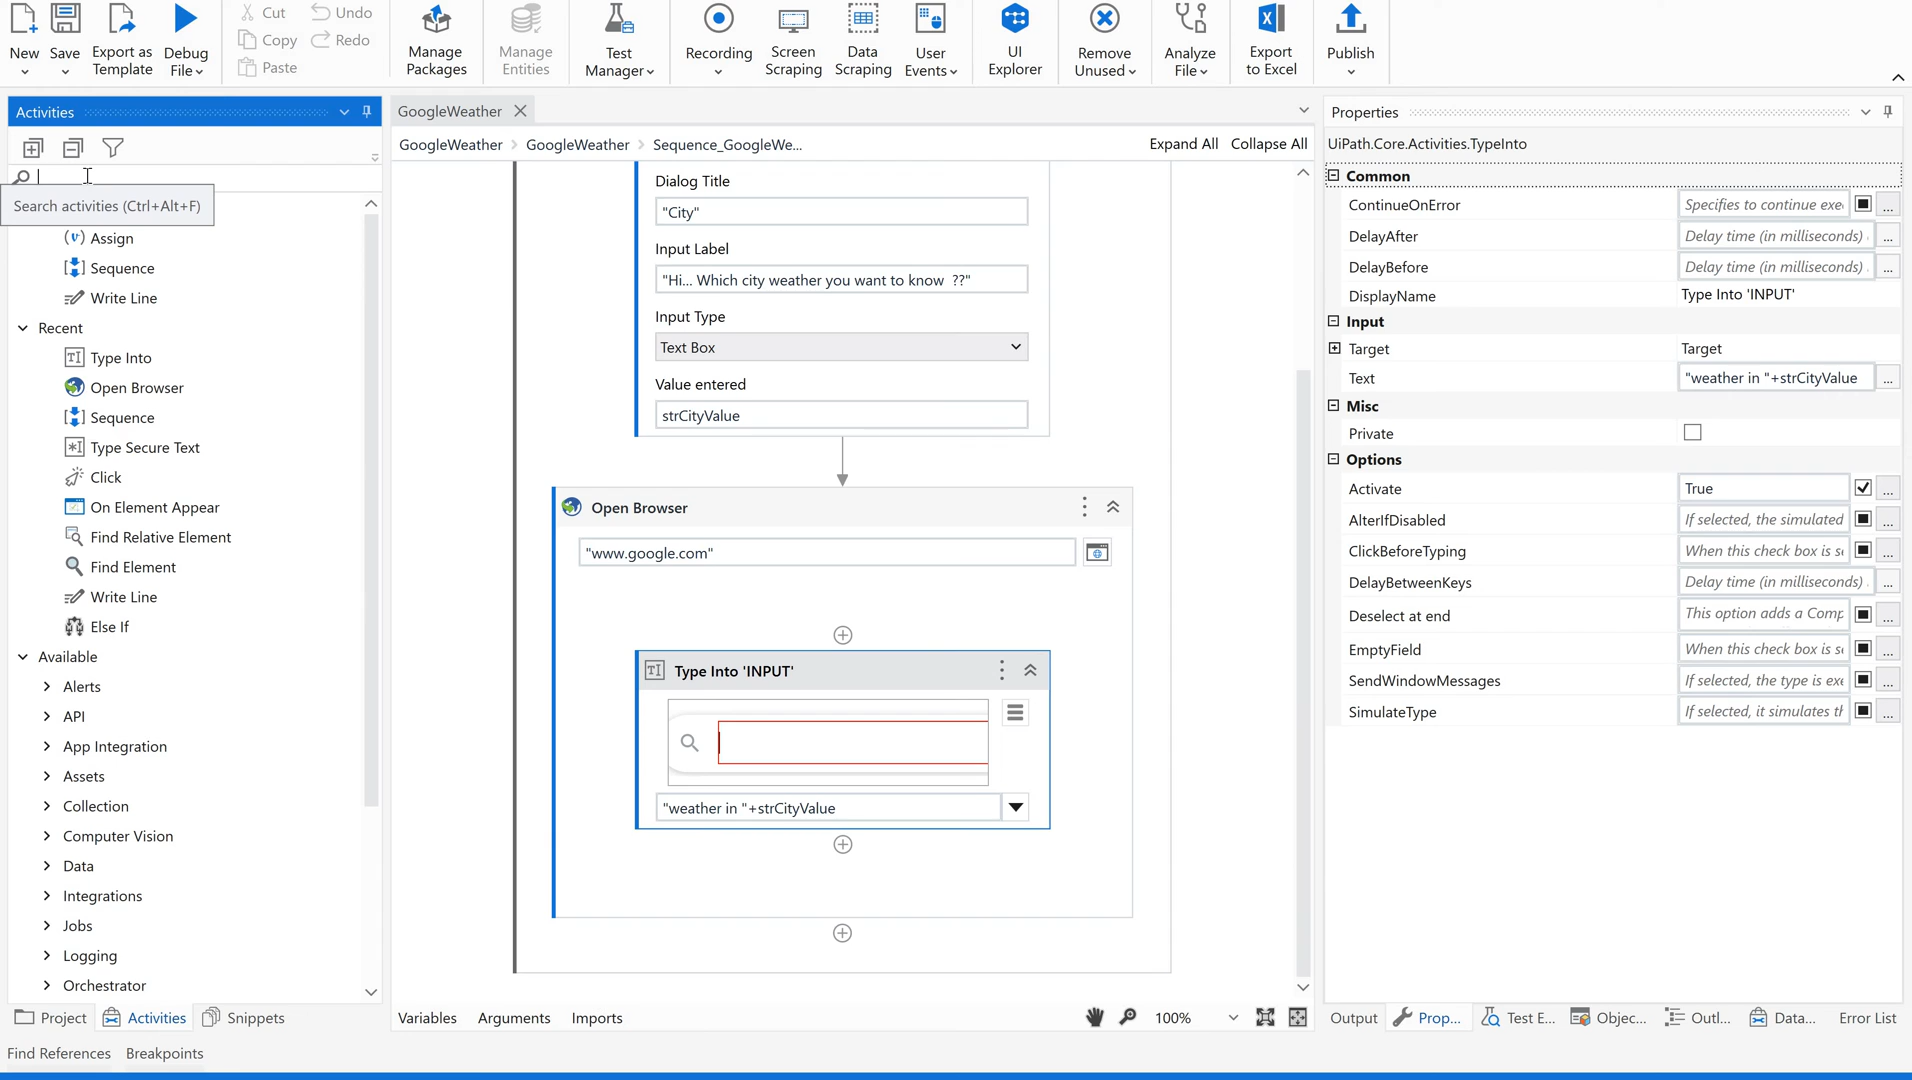 New
Save
Export as
Template
Debug
File
Cut
Copy
Paste
Undo
Redo
Manage
Packages
Manage
Entities
Test
Manager
Recording
Screen
Scraping
Data
Scraping
User
Events
UI
Explorer
Remove
Unused
Analyze
File
Export
to Excel
Publish
Activities
Search activities (Ctrl+Alt+F)
Assign
Sequence
Write Line
Recent
Type Into
Open Browser
Sequence
Type Secure Text
Click
On Element Appear
Find Relative Element
Find Element
Write Line
Else If
Available
Alerts
API
App Integration
Assets
Collection
Computer Vision
Data
Integrations
Jobs
Logging
Orchestrator
Project
Activities
Snippets
GoogleWeather
GoogleWeather > GoogleWeather > Sequence_GoogleWe...
Expand All Collapse All
Dialog Title
"City"
Input Label
"Hi... Which city weather you want to know  ??"
Input Type
Text Box
Value entered
strCityValue
Open Browser
"www.google.com"
Type Into 'INPUT'
"weather in "+strCityValue
Variables Arguments Imports
100%
Properties
UiPath.Core.Activities.TypeInto
Common
ContinueOnError Specifies to continue exe
DelayAfter Delay time (in milliseconds) ...
DelayBefore Delay time (in milliseconds) ...
DisplayName Type Into 'INPUT'
Input
Target Target
Text "weather in "+strCityValue ...
Misc
Private
Options
Activate True ...
AlterIfDisabled If selected, the simulated ...
ClickBeforeTyping When this check box is se ...
DelayBetweenKeys Delay time (in milliseconds) ...
Deselect at end This option adds a Comp ...
EmptyField When this check box is se ...
SendWindowMessages If selected, the type is exe ...
SimulateType If selected, it simulates th ...
Output
Prop...
Test E...
Objec...
Outl...
Data...
Error List
Find References Breakpoints